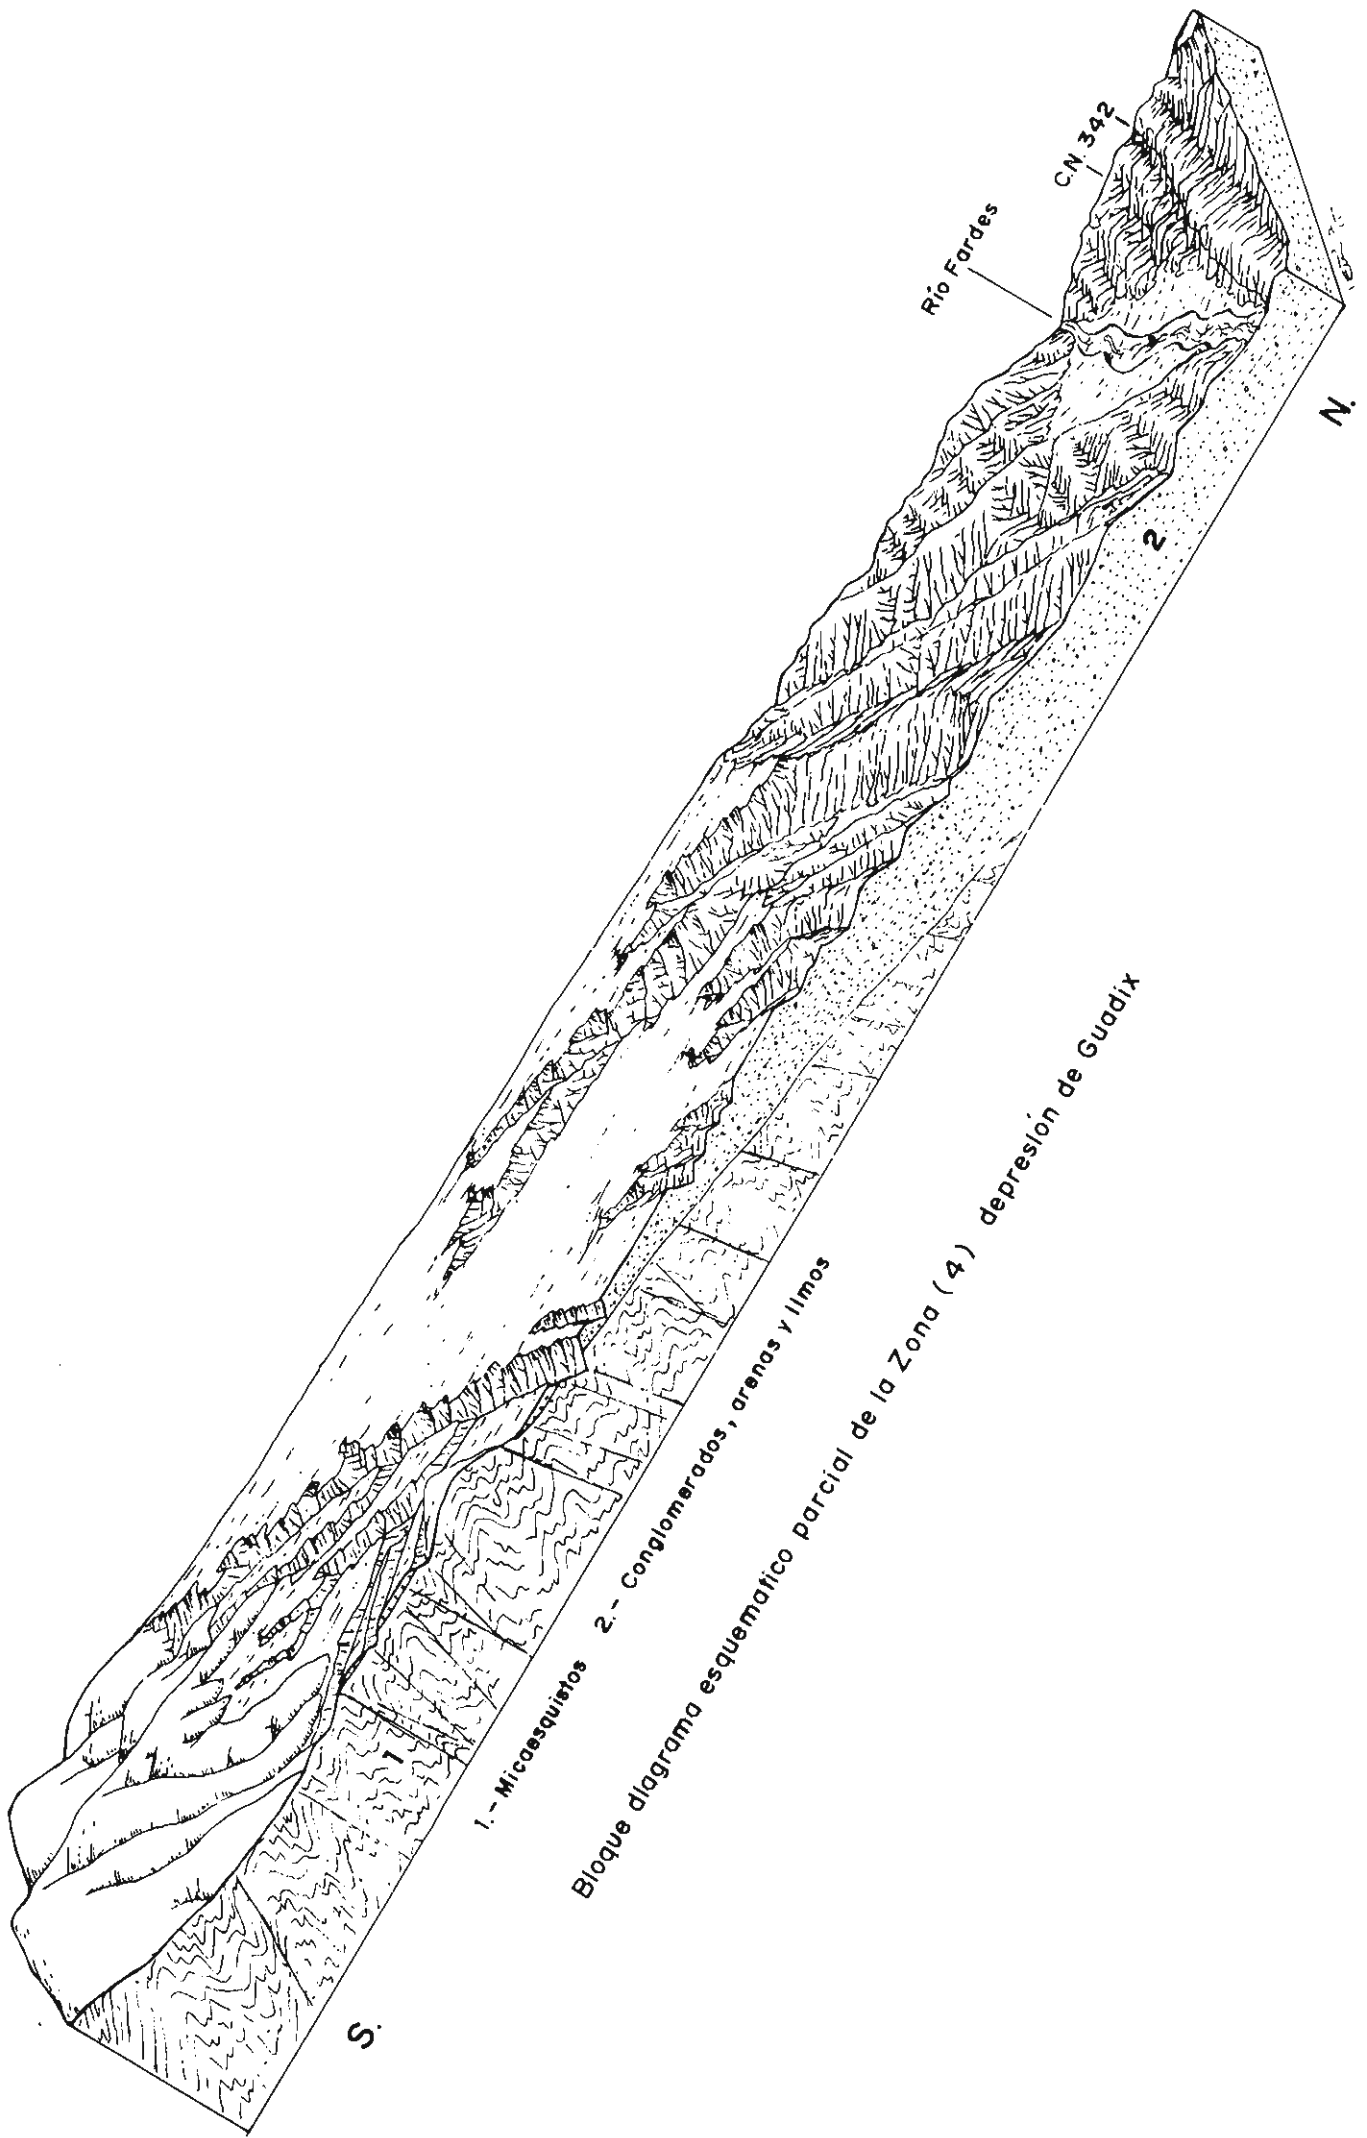 C.N. 342
Río Fardes
N.
2
1
S.
1.- Micaesquistos 2.- Conglomerados, arenas y limos
Bloque diagrama esquematico parcial de la Zona (4) depresión de Guadix